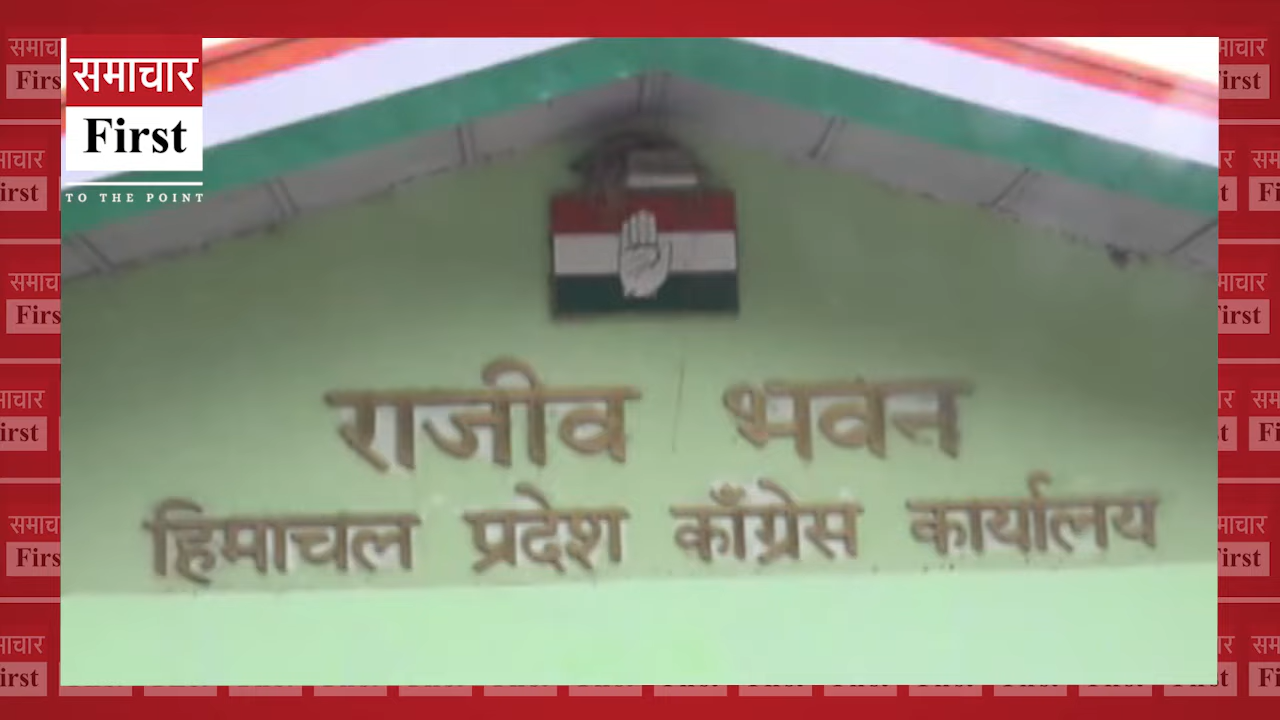 समाचार
First
TO THE POINT
राजीव भवन
हिमाचल प्रदेश काँग्रेस कार्यालय